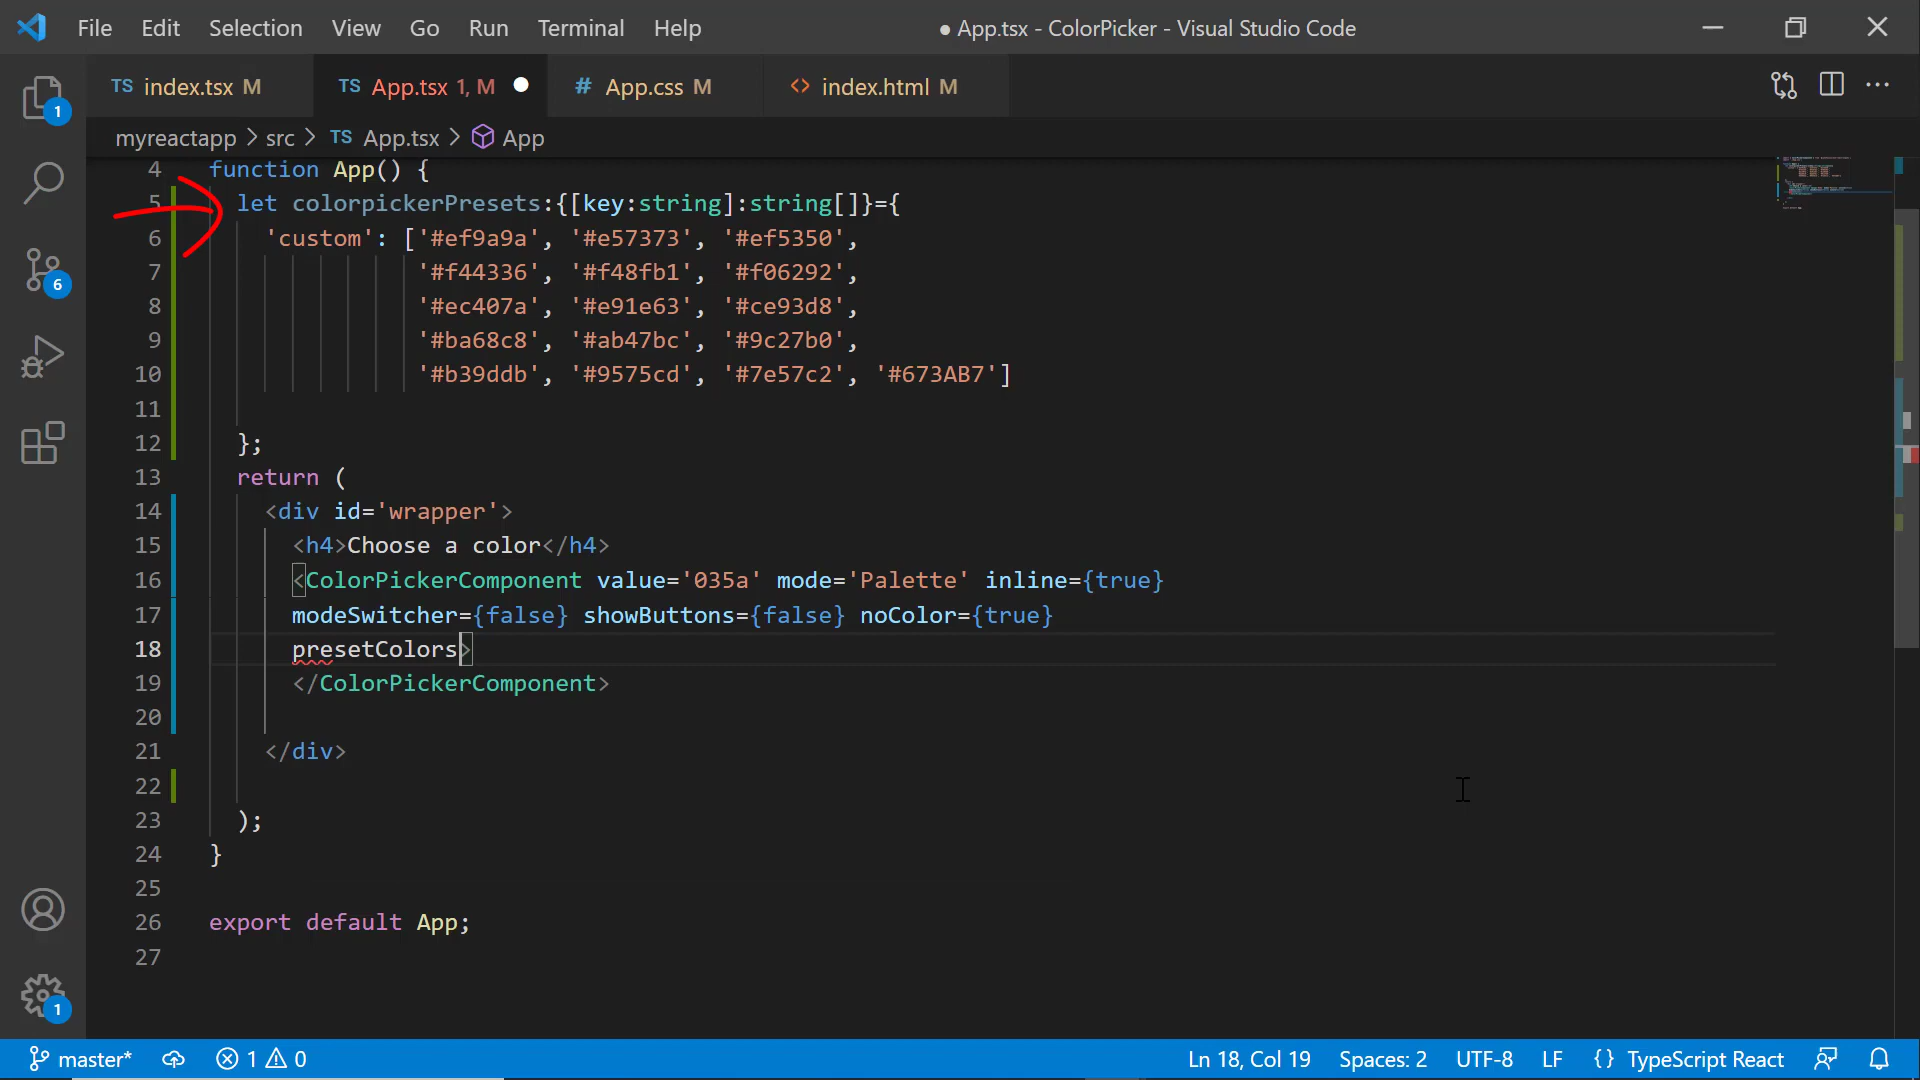 File Edit Selection View Go Run Terminal Help ● App.tsx - ColorPicker - Visual Studio Code
TS index.tsx M TS App.tsx 1, M # App.css M <> index.html M
myreactapp > src > TS App.tsx > App
4 function App() {
5 let colorpickerPresets:{[key:string]:string[]}={
6 'custom': ['#ef9a9a', '#e57373', '#ef5350',
7 '#f44336', '#f48fb1', '#f06292',
8 '#ec407a', '#e91e63', '#ce93d8',
9 '#ba68c8', '#ab47bc', '#9c27b0',
10 '#b39ddb', '#9575cd', '#7e57c2', '#673AB7']
11
12 };
13 return (
14 <div id='wrapper'>
15 <h4>Choose a color</h4>
16 <ColorPickerComponent value='035a' mode='Palette' inline={true}
17 modeSwitcher={false} showButtons={false} noColor={true}
18 presetColors>
19 </ColorPickerComponent>
20
21 </div>
22
23 );
24 }
25
26 export default App;
27
1
6
1
master* 1 0 Ln 18, Col 19 Spaces: 2 UTF-8 LF {} TypeScript React